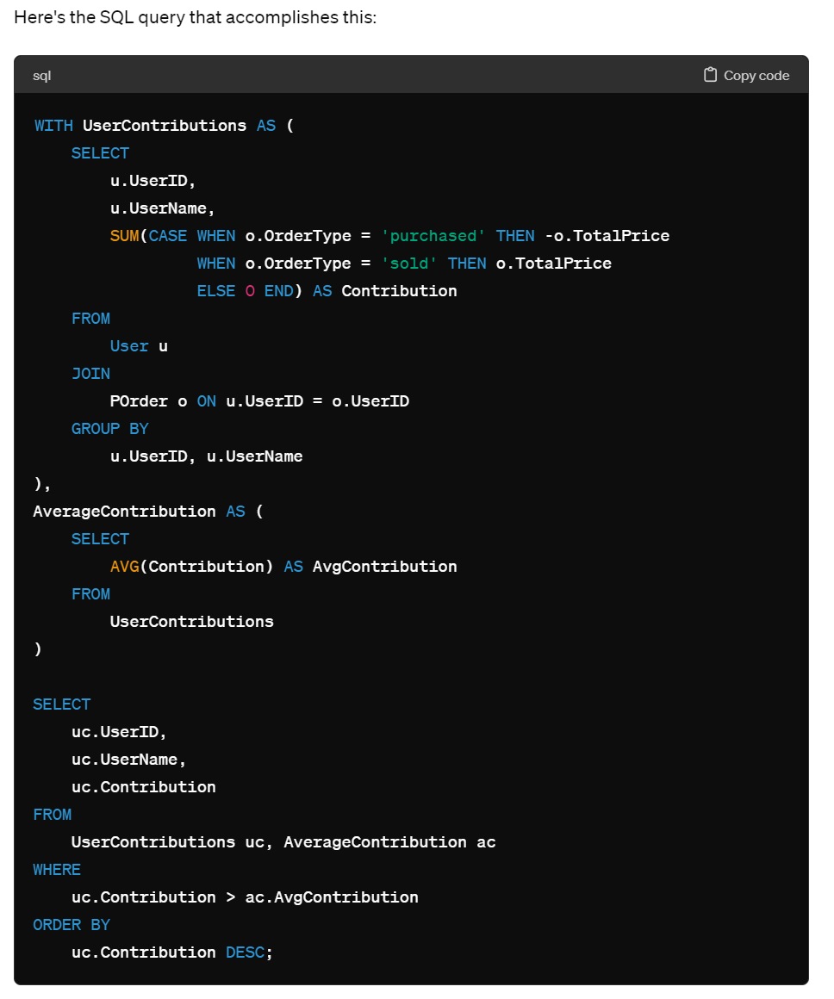 Here's the SQL query that accomplishes this:
sql
Copy code
WITH UserContributions AS (
    SELECT
        u.UserID,
        u.UserName,
        SUM(CASE WHEN o.OrderType = 'purchased' THEN -o.TotalPrice
                 WHEN o.OrderType = 'sold' THEN o.TotalPrice
                 ELSE 0 END) AS Contribution
    FROM
        User u
    JOIN
        POrder o ON u.UserID = o.UserID
    GROUP BY
        u.UserID, u.UserName
),
AverageContribution AS (
    SELECT
        AVG(Contribution) AS AvgContribution
    FROM
        UserContributions
)
SELECT
    uc.UserID,
    uc.UserName,
    uc.Contribution
FROM
    UserContributions uc, AverageContribution ac
WHERE
    uc.Contribution > ac.AvgContribution
ORDER BY
    uc.Contribution DESC;